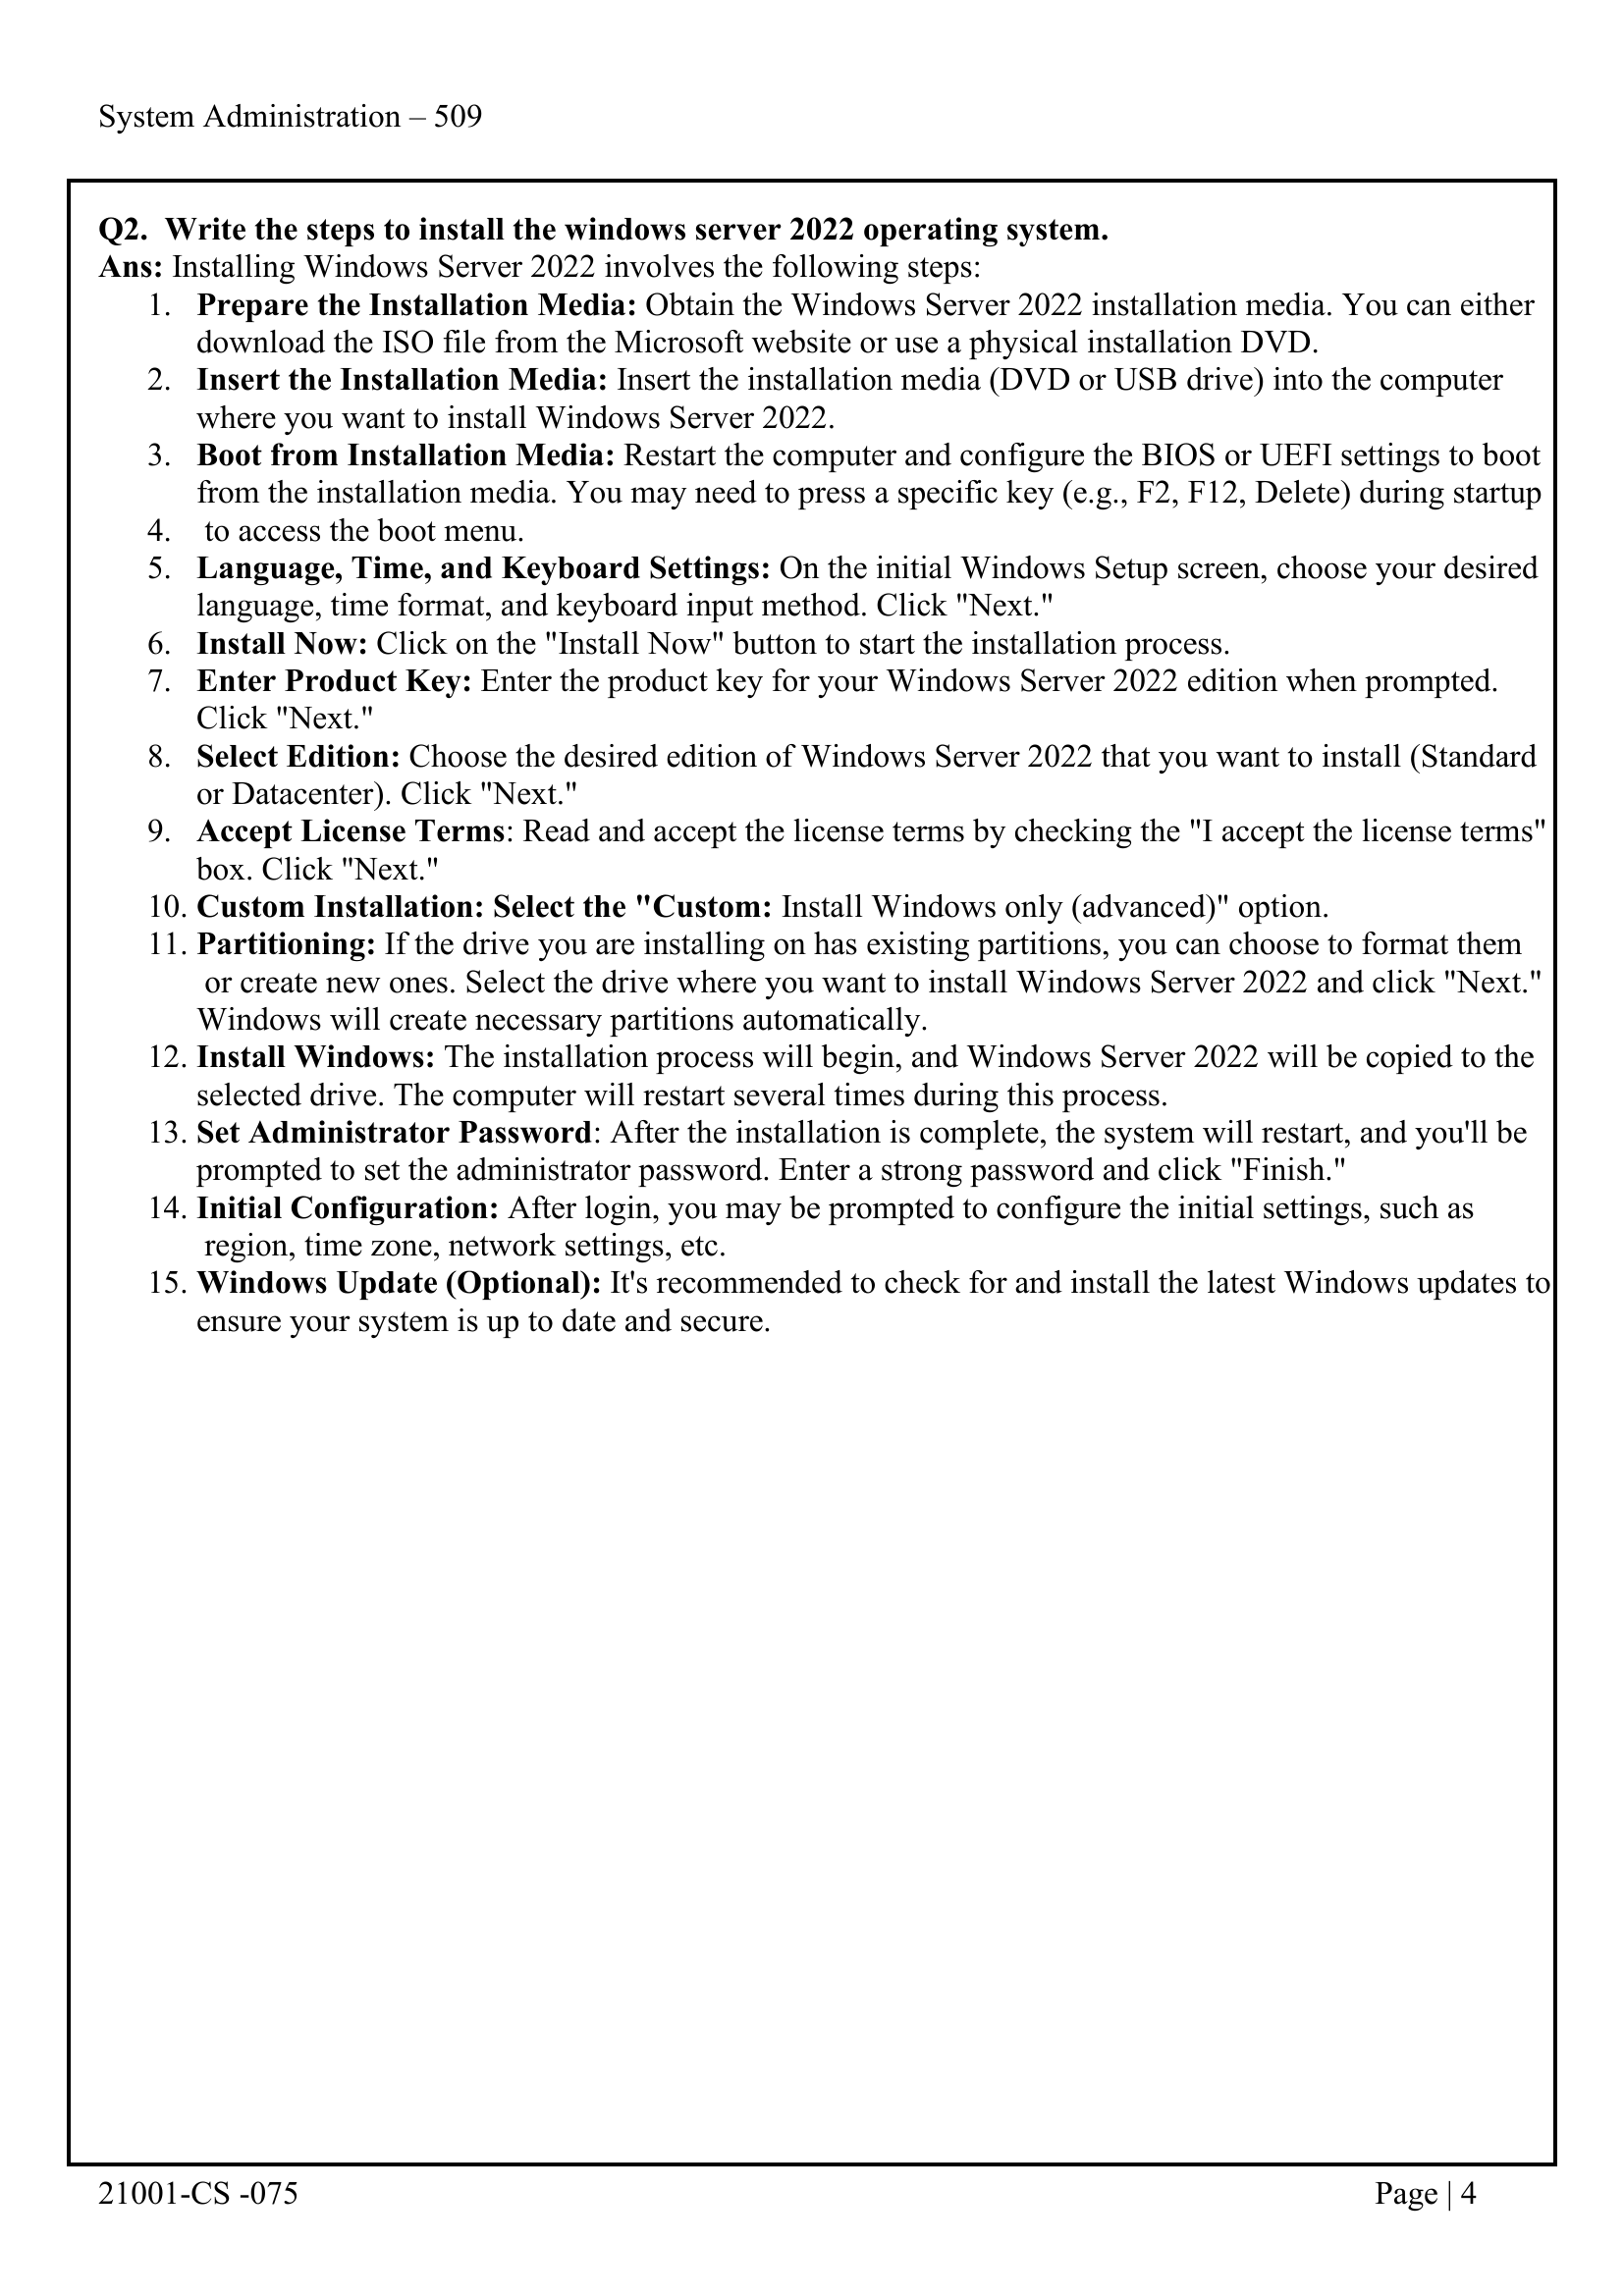 System Administration – 509
Q2.  Write the steps to install the windows server 2022 operating system.
Ans: Installing Windows Server 2022 involves the following steps:
1. Prepare the Installation Media: Obtain the Windows Server 2022 installation media. You can either
download the ISO file from the Microsoft website or use a physical installation DVD.
2. Insert the Installation Media: Insert the installation media (DVD or USB drive) into the computer
where you want to install Windows Server 2022.
3. Boot from Installation Media: Restart the computer and configure the BIOS or UEFI settings to boot
from the installation media. You may need to press a specific key (e.g., F2, F12, Delete) during startup
4. to access the boot menu.
5. Language, Time, and Keyboard Settings: On the initial Windows Setup screen, choose your desired
language, time format, and keyboard input method. Click "Next."
6. Install Now: Click on the "Install Now" button to start the installation process.
7. Enter Product Key: Enter the product key for your Windows Server 2022 edition when prompted.
Click "Next."
8. Select Edition: Choose the desired edition of Windows Server 2022 that you want to install (Standard
or Datacenter). Click "Next."
9. Accept License Terms: Read and accept the license terms by checking the "I accept the license terms"
box. Click "Next."
10. Custom Installation: Select the "Custom: Install Windows only (advanced)" option.
11. Partitioning: If the drive you are installing on has existing partitions, you can choose to format them
or create new ones. Select the drive where you want to install Windows Server 2022 and click "Next."
Windows will create necessary partitions automatically.
12. Install Windows: The installation process will begin, and Windows Server 2022 will be copied to the
selected drive. The computer will restart several times during this process.
13. Set Administrator Password: After the installation is complete, the system will restart, and you'll be
prompted to set the administrator password. Enter a strong password and click "Finish."
14. Initial Configuration: After login, you may be prompted to configure the initial settings, such as
region, time zone, network settings, etc.
15. Windows Update (Optional): It's recommended to check for and install the latest Windows updates to
ensure your system is up to date and secure.
21001-CS -075 Page | 4